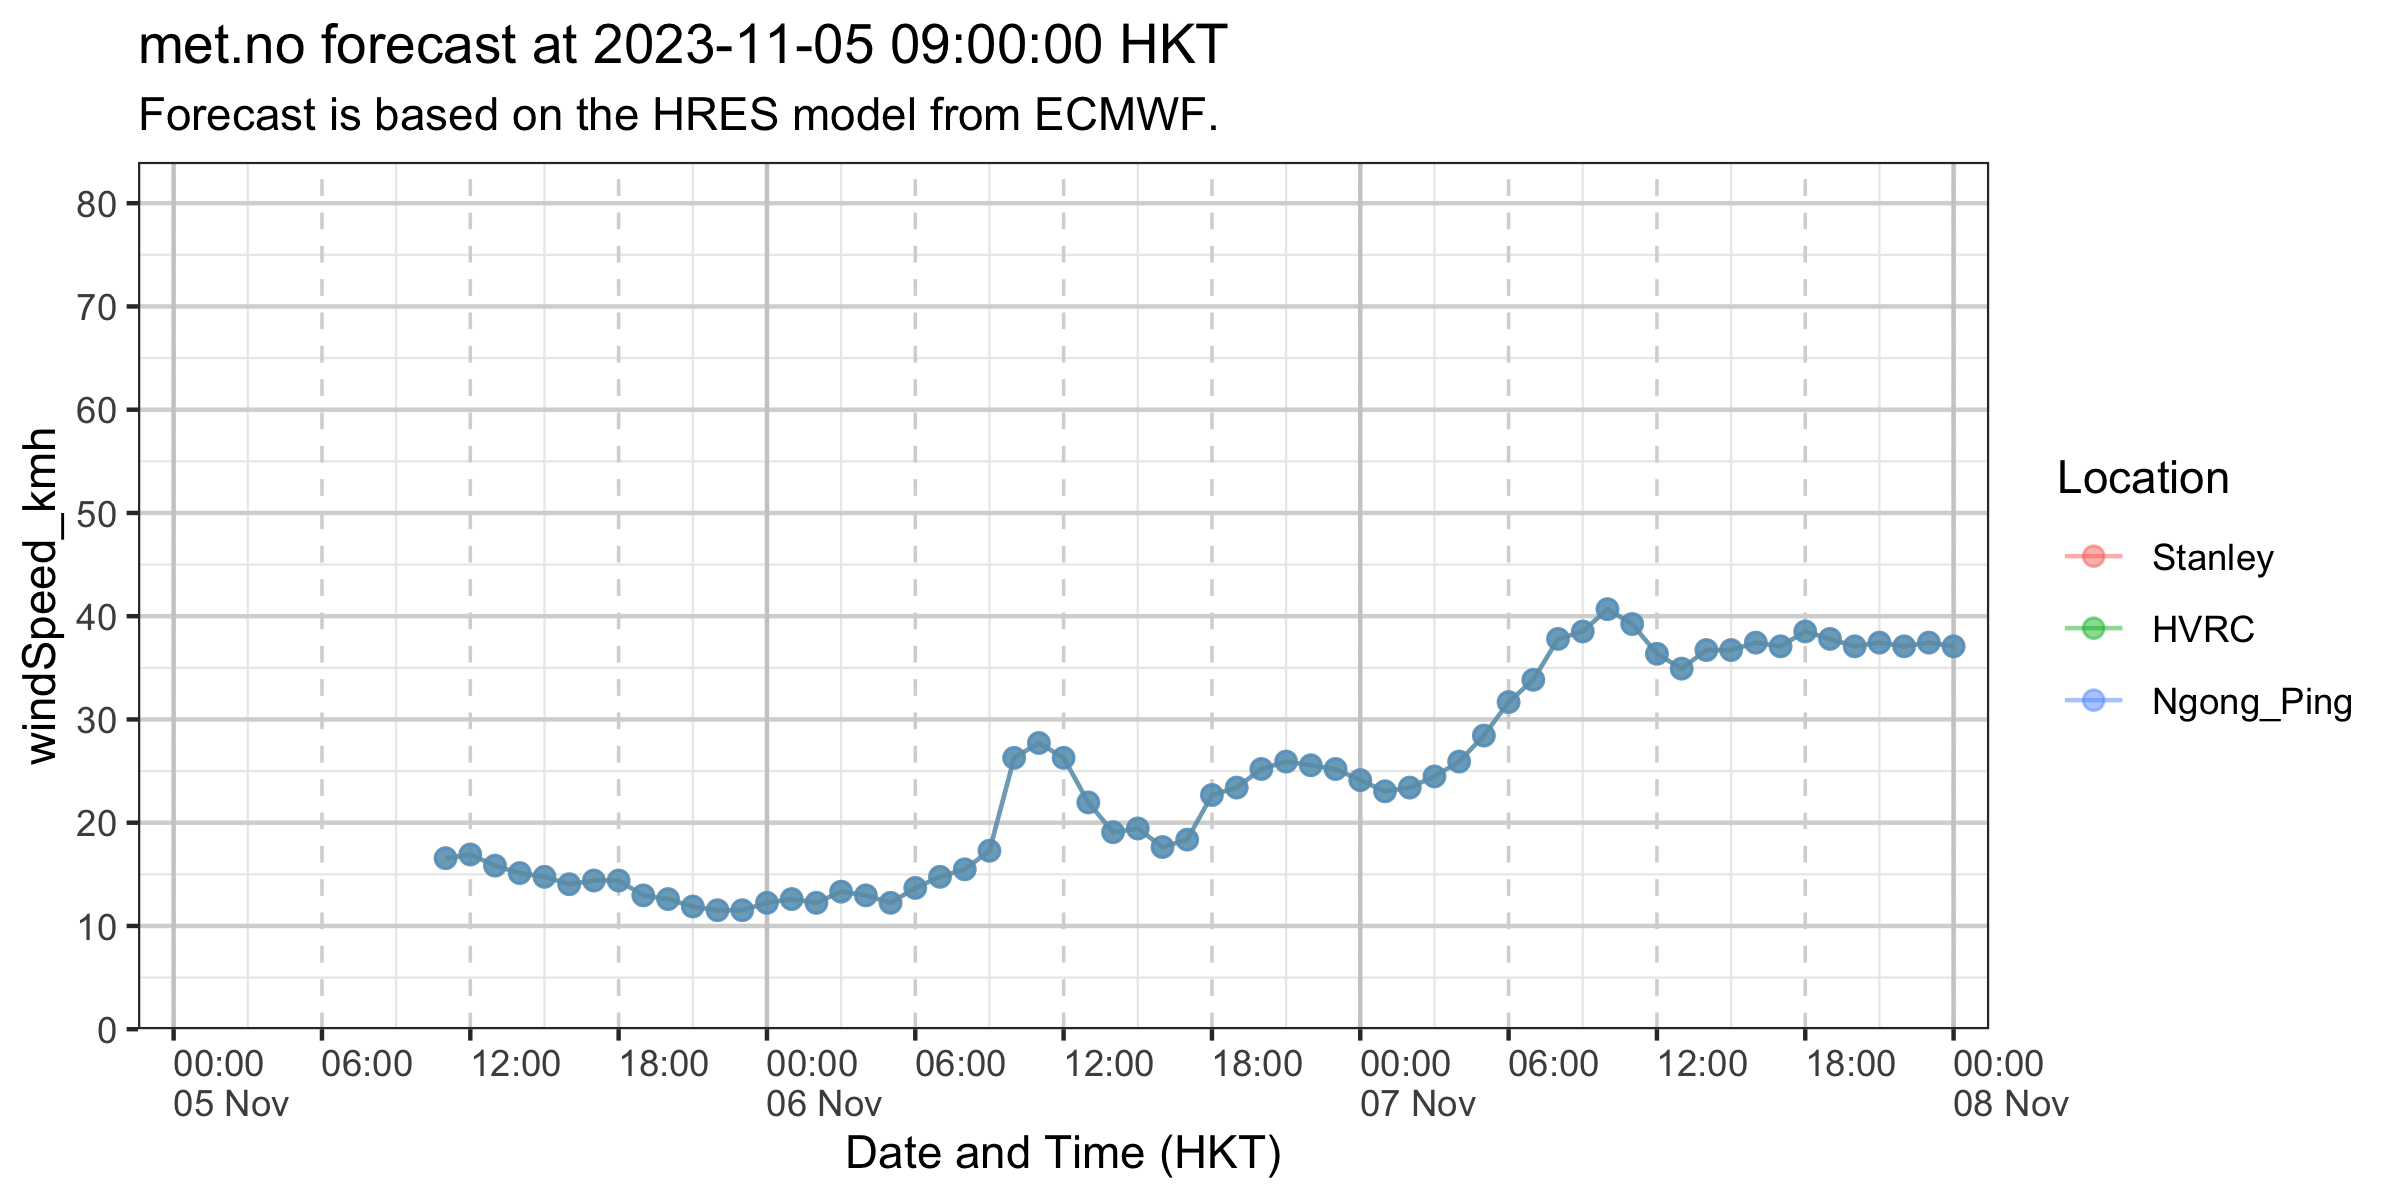 met.no forecast at 2023-11-05 09:00:00 HKT
Forecast is based on the HRES model from ECMWF.
windSpeed_kmh
80
70
60
50
40
30
20
10
0
00:00 06:00 12:00 18:00 00:00 06:00 12:00 18:00 00:00 06:00 12:00 18:00 00:00
05 Nov 06 Nov 07 Nov 08 Nov
Date and Time (HKT)
Location
Stanley
HVRC
Ngong_Ping